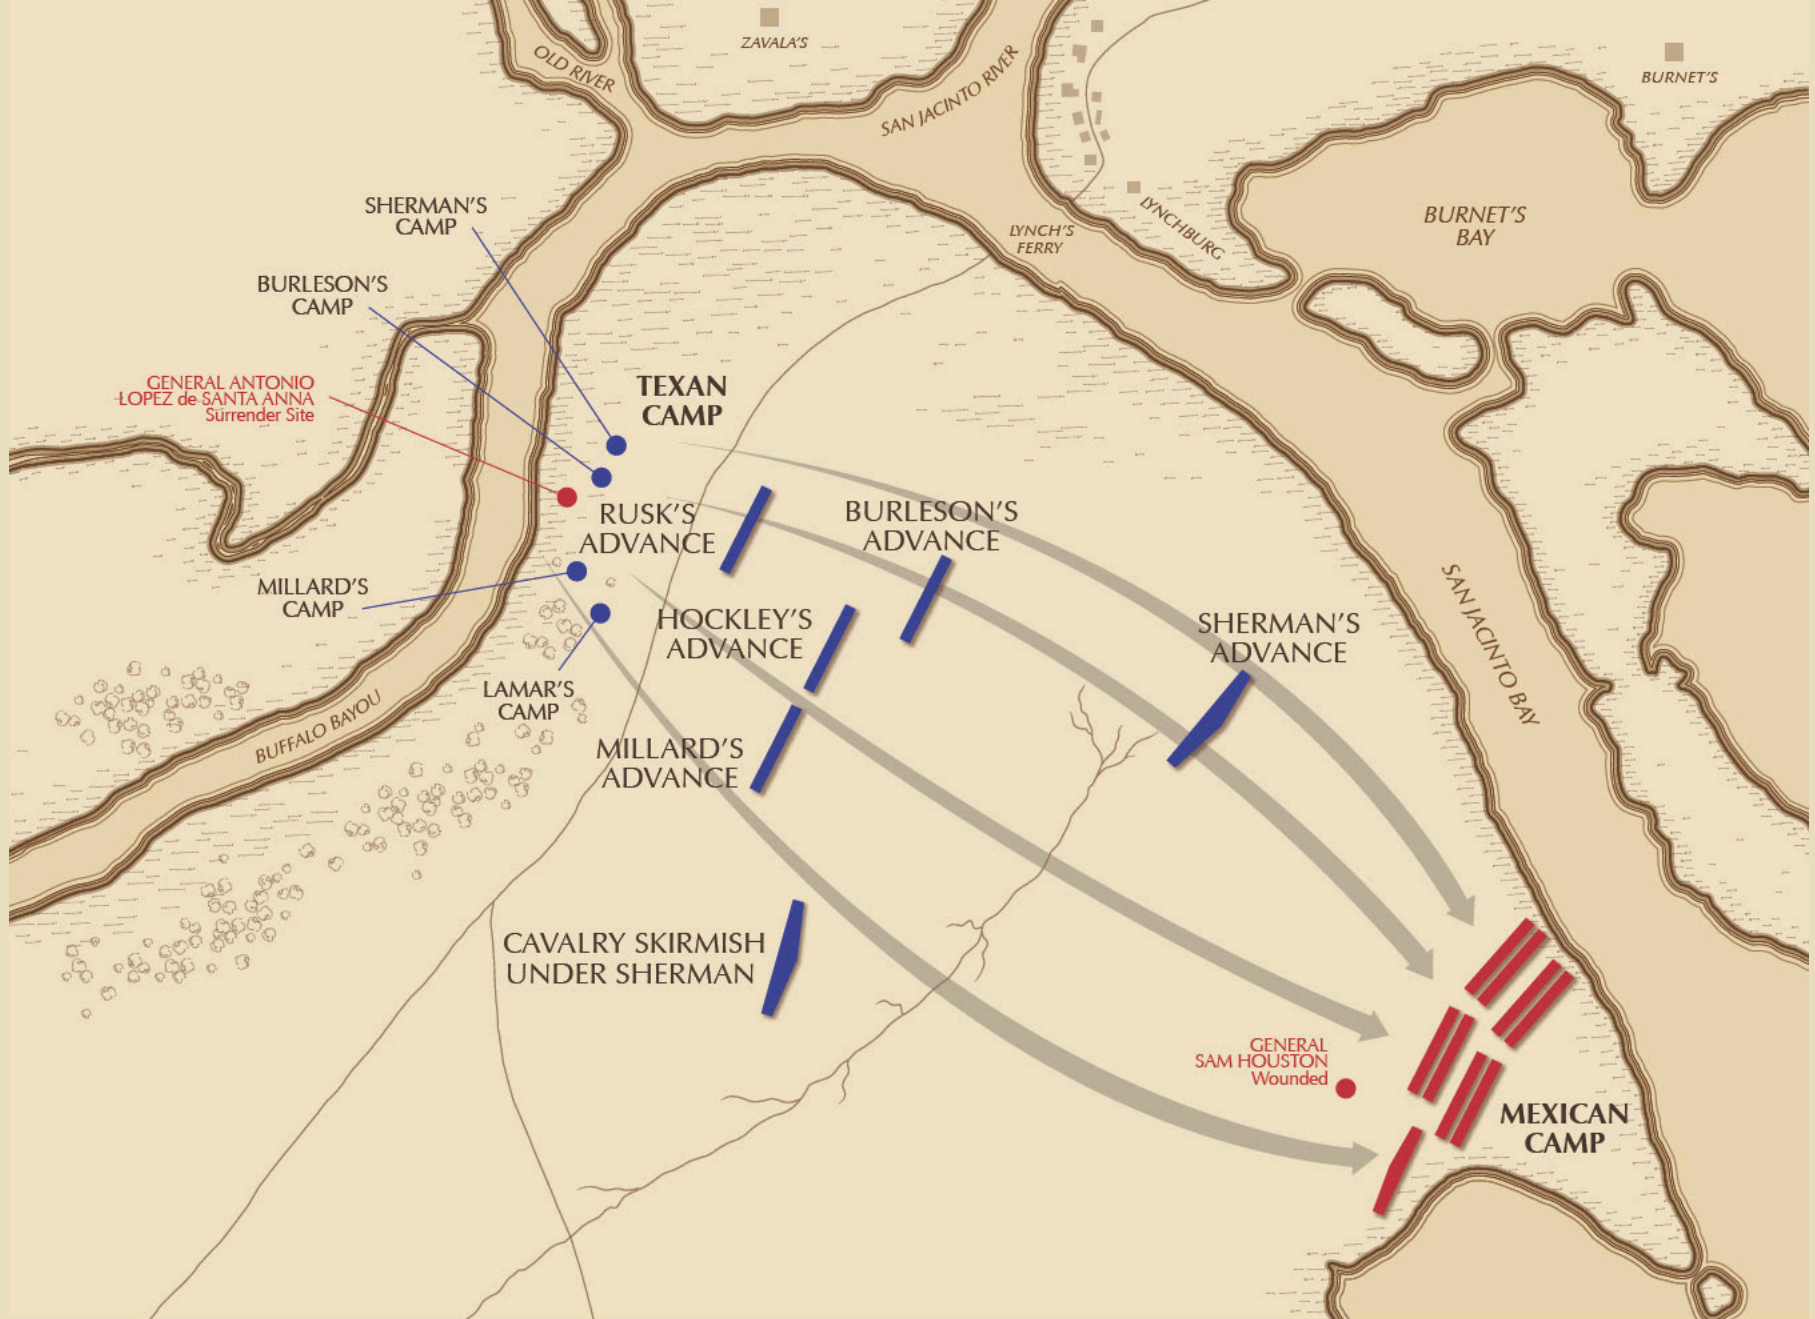 ZAVALA'S
OLD RIVER
SAN JACINTO RIVER
BURNET'S
SHERMAN'S
CAMP
LYNCH'S
FERRY
LYNCHBURG
BURNET'S
BAY
BURLESON'S
CAMP
GENERAL ANTONIO
LOPEZ de SANTA ANNA
Surrender Site
TEXAN
CAMP
RUSK'S
ADVANCE
BURLESON'S
ADVANCE
MILLARD'S
CAMP
HOCKLEY'S
ADVANCE
SHERMAN'S
ADVANCE
SAN JACINTO BAY
LAMAR'S
CAMP
BUFFALO BAYOU
MILLARD'S
ADVANCE
CAVALRY SKIRMISH
UNDER SHERMAN
GENERAL
SAM HOUSTON
Wounded
MEXICAN
CAMP